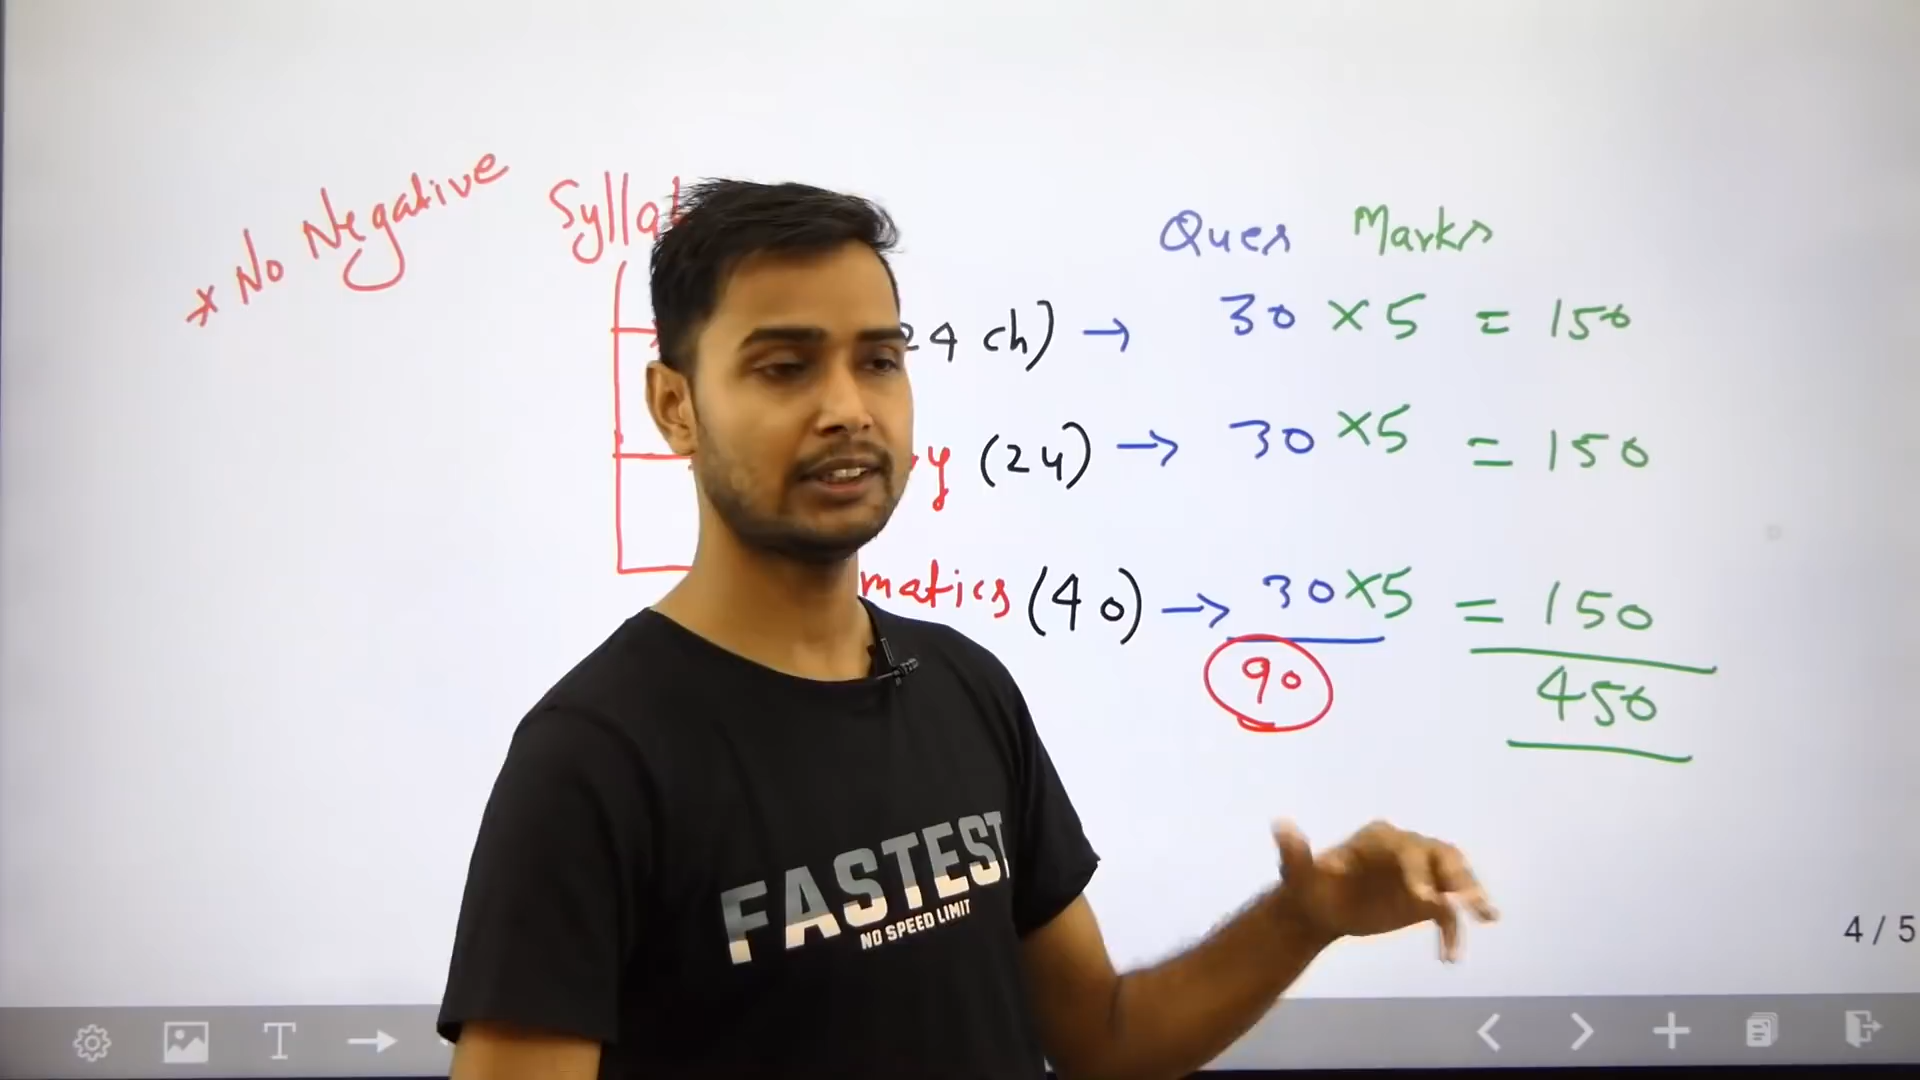 * No Negative
Ques Marks
24 ch) → 30 × 5 = 150
y (24) → 30 × 5 = 150
matics (40) → 30 × 5 = 150
90 450
FASTEST
NO SPEED LIMIT
4 / 5
T